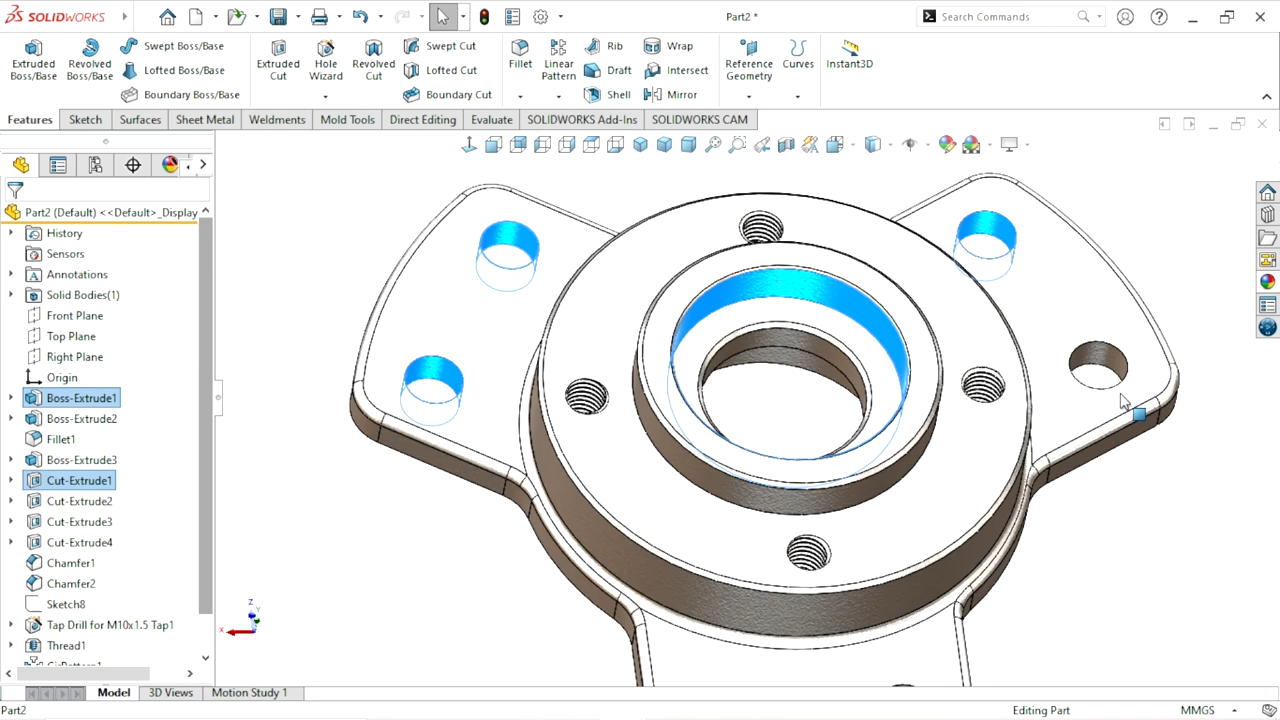 SOLIDWORKS
Part2 *
Search Commands
Extruded Boss/Base
Revolved Boss/Base
Swept Boss/Base
Lofted Boss/Base
Boundary Boss/Base
Extruded Cut
Hole Wizard
Revolved Cut
Swept Cut
Lofted Cut
Boundary Cut
Fillet
Linear Pattern
Rib
Draft
Shell
Wrap
Intersect
Mirror
Reference Geometry
Curves
Instant3D
Features
Sketch
Surfaces
Sheet Metal
Weldments
Mold Tools
Direct Editing
Evaluate
SOLIDWORKS Add-Ins
SOLIDWORKS CAM
Part2 (Default) <<Default>_Display
History
Sensors
Annotations
Solid Bodies(1)
Front Plane
Top Plane
Right Plane
Origin
Boss-Extrude1
Boss-Extrude2
Fillet1
Boss-Extrude3
Cut-Extrude1
Cut-Extrude2
Cut-Extrude3
Cut-Extrude4
Chamfer1
Chamfer2
Sketch8
Tap Drill for M10x1.5 Tap1
Thread1
CirPattern1
Z
Y
X
Model
3D Views
Motion Study 1
Part2
Editing Part
MMGS